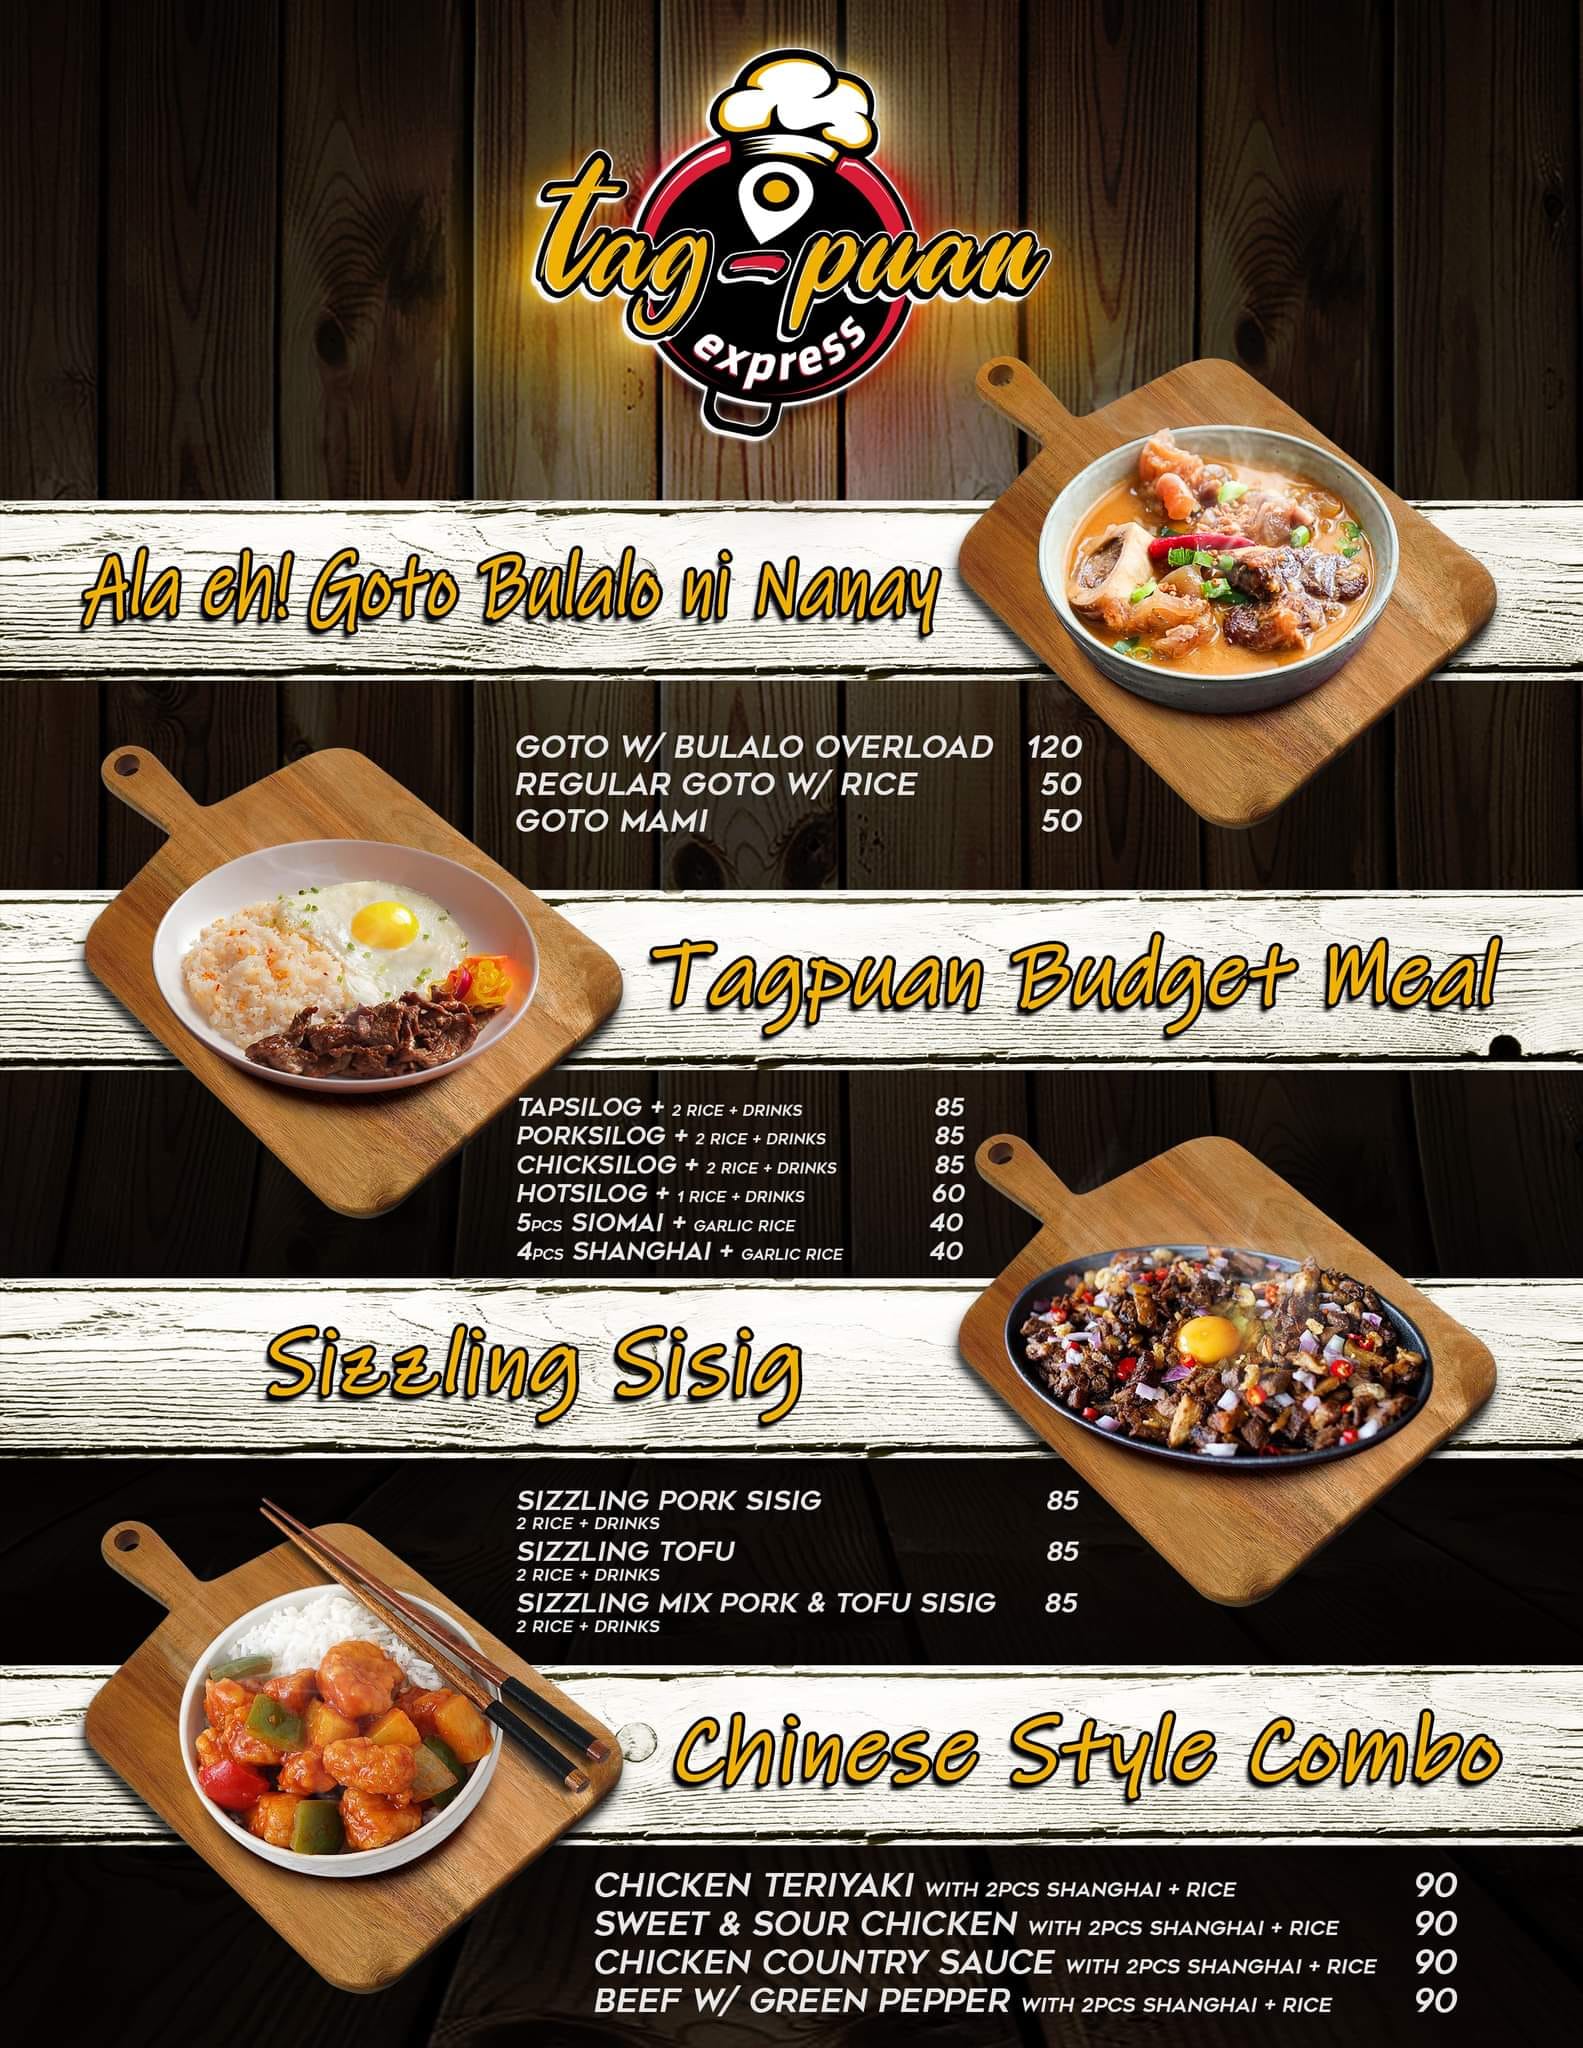 tag-puan
express
Ala eh! Goto Bulalo ni Nanay
GOTO W/ BULALO OVERLOAD 120
REGULAR GOTO W/ RICE 50
GOTO MAMI 50
Tagpuan Budget Meal
TAPSILOG + 2 RICE + DRINKS 85
PORKSILOG + 2 RICE + DRINKS 85
CHICKSILOG + 2 RICE + DRINKS 85
HOTSILOG + 1 RICE + DRINKS 60
5PCS SIOMAI + GARLIC RICE 40
4PCS SHANGHAI + GARLIC RICE 40
Sizzling Sisig
SIZZLING PORK SISIG 85
2 RICE + DRINKS
SIZZLING TOFU 85
2 RICE + DRINKS
SIZZLING MIX PORK & TOFU SISIG 85
2 RICE + DRINKS
Chinese Style Combo
CHICKEN TERIYAKI WITH 2PCS SHANGHAI + RICE 90
SWEET & SOUR CHICKEN WITH 2PCS SHANGHAI + RICE 90
CHICKEN COUNTRY SAUCE WITH 2PCS SHANGHAI + RICE 90
BEEF W/ GREEN PEPPER WITH 2PCS SHANGHAI + RICE 90